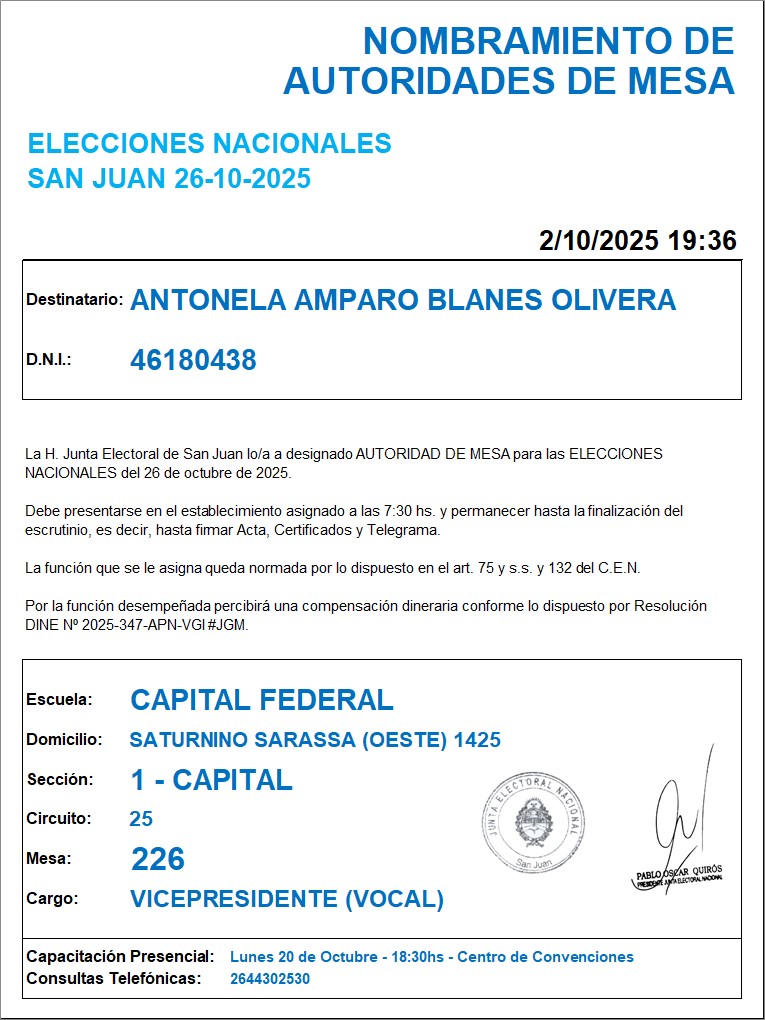 NOMBRAMIENTO DE
AUTORIDADES DE MESA
ELECCIONES NACIONALES
SAN JUAN 26-10-2025
2/10/2025 19:36
Destinatario: ANTONELA AMPARO BLANES OLIVERA
D.N.I.: 46180438
La H. Junta Electoral de San Juan lo/a a designado AUTORIDAD DE MESA para las ELECCIONES
NACIONALES del 26 de octubre de 2025.
Debe presentarse en el establecimiento asignado a las 7:30 hs. y permanecer hasta la finalización del
escrutinio, es decir, hasta firmar Acta, Certificados y Telegrama.
La función que se le asigna queda normada por lo dispuesto en el art. 75 y s.s. y 132 del C.E.N.
Por la función desempeñada percibirá una compensación dineraria conforme lo dispuesto por Resolución
DINE Nº 2025-347-APN-VGI#JGM.
Escuela: CAPITAL FEDERAL
Domicilio: SATURNINO SARASSA (OESTE) 1425
Sección: 1 - CAPITAL
Circuito: 25
Mesa: 226
Cargo: VICEPRESIDENTE (VOCAL)
JUNTA ELECTORAL NACIONAL
San Juan
PABLO OSCAR QUIRÓS
PRESIDENTE JUNTA ELECTORAL NACIONAL
Capacitación Presencial: Lunes 20 de Octubre - 18:30hs - Centro de Convenciones
Consultas Telefónicas: 2644302530